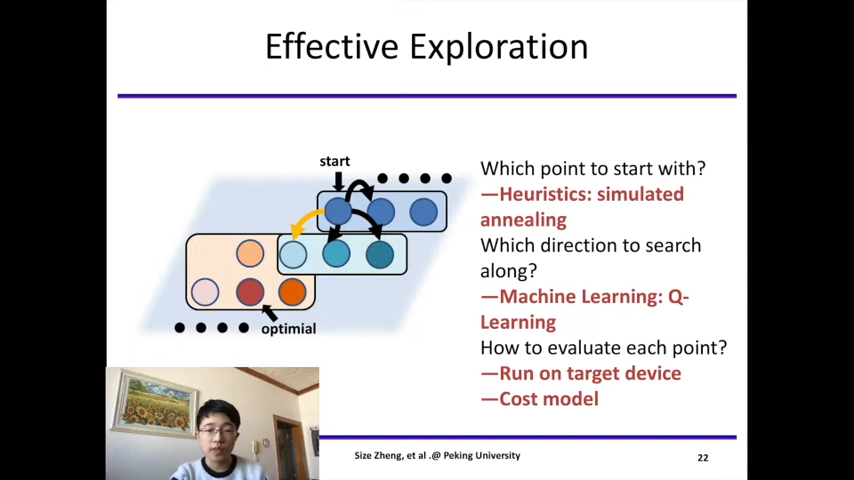 Effective Exploration
start
optimial
Which point to start with?
—Heuristics: simulated
annealing
Which direction to search
along?
—Machine Learning: Q-
Learning
How to evaluate each point?
—Run on target device
—Cost model
Size Zheng, et al .@ Peking University
22